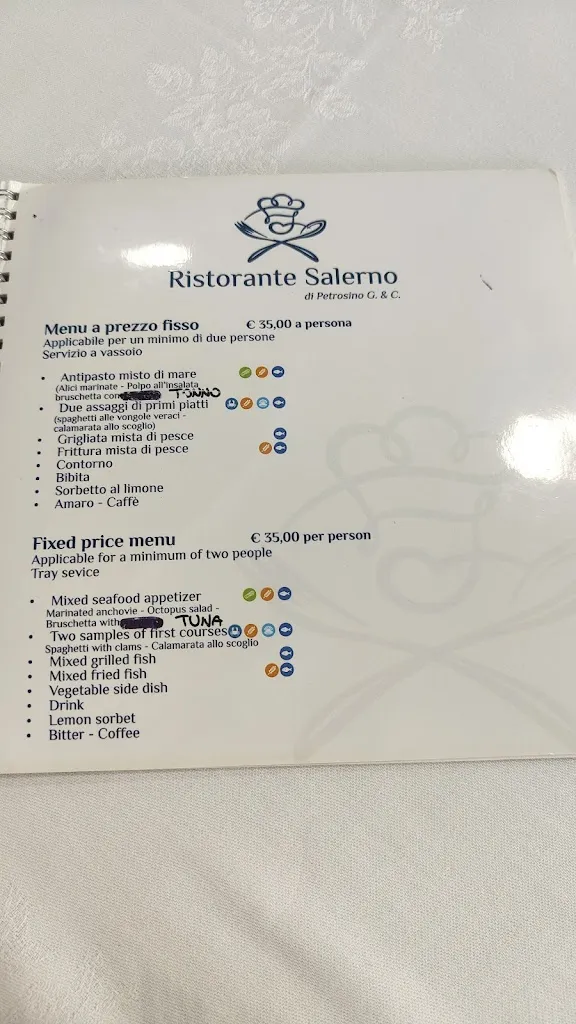 Ristorante Salerno
di Petrosino G. & C.
Menu a prezzo fisso € 35,00 a persona
Applicabile per un minimo di due persone
Servizio a vassoio
• Antipasto misto di mare
(Alici marinate - Polpo all'insalata
bruschetta con TONNO
• Due assaggi di primi piatti
(spaghetti alle vongole veraci -
calamarata allo scoglio)
• Grigliata mista di pesce
• Frittura mista di pesce
• Contorno
• Bibita
• Sorbetto al limone
• Amaro - Caffè
Fixed price menu € 35,00 per person
Applicable for a minimum of two people
Tray sevice
• Mixed seafood appetizer
Marinated anchovie - Octopus salad -
Bruschetta with TUNA
• Two samples of first courses
Spaghetti with clams - Calamarata allo scoglio
• Mixed grilled fish
• Mixed fried fish
• Vegetable side dish
• Drink
• Lemon sorbet
• Bitter - Coffee